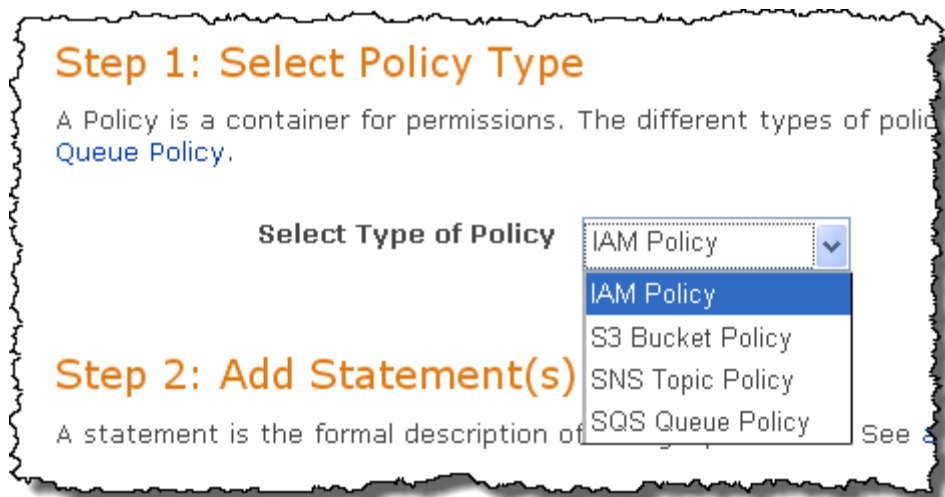 Step 1: Select Policy Type
A Policy is a container for permissions. The different types of
Queue Policy.
Select Type of Policy IAM Policy
IAM Policy
S3 Bucket Policy
SNS Topic Policy
SQS Queue Policy
Step 2: Add Statement(s)
A statement is the formal description of See